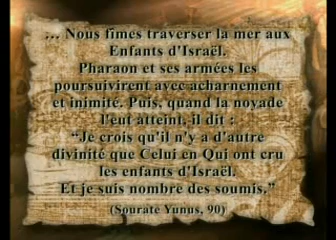 … Nous fîmes traverser la mer aux
Enfants d'Israël.
Pharaon et ses armées les
poursuivirent avec acharnement
et inimité. Puis, quand la noyade
l'eut atteint, il dit :
“Je crois qu'il n'y a d'autre
divinité que Celui en Qui ont cru
les enfants d'Israël.
Et je suis nombre des soumis.”
(Sourate Yunus, 90)